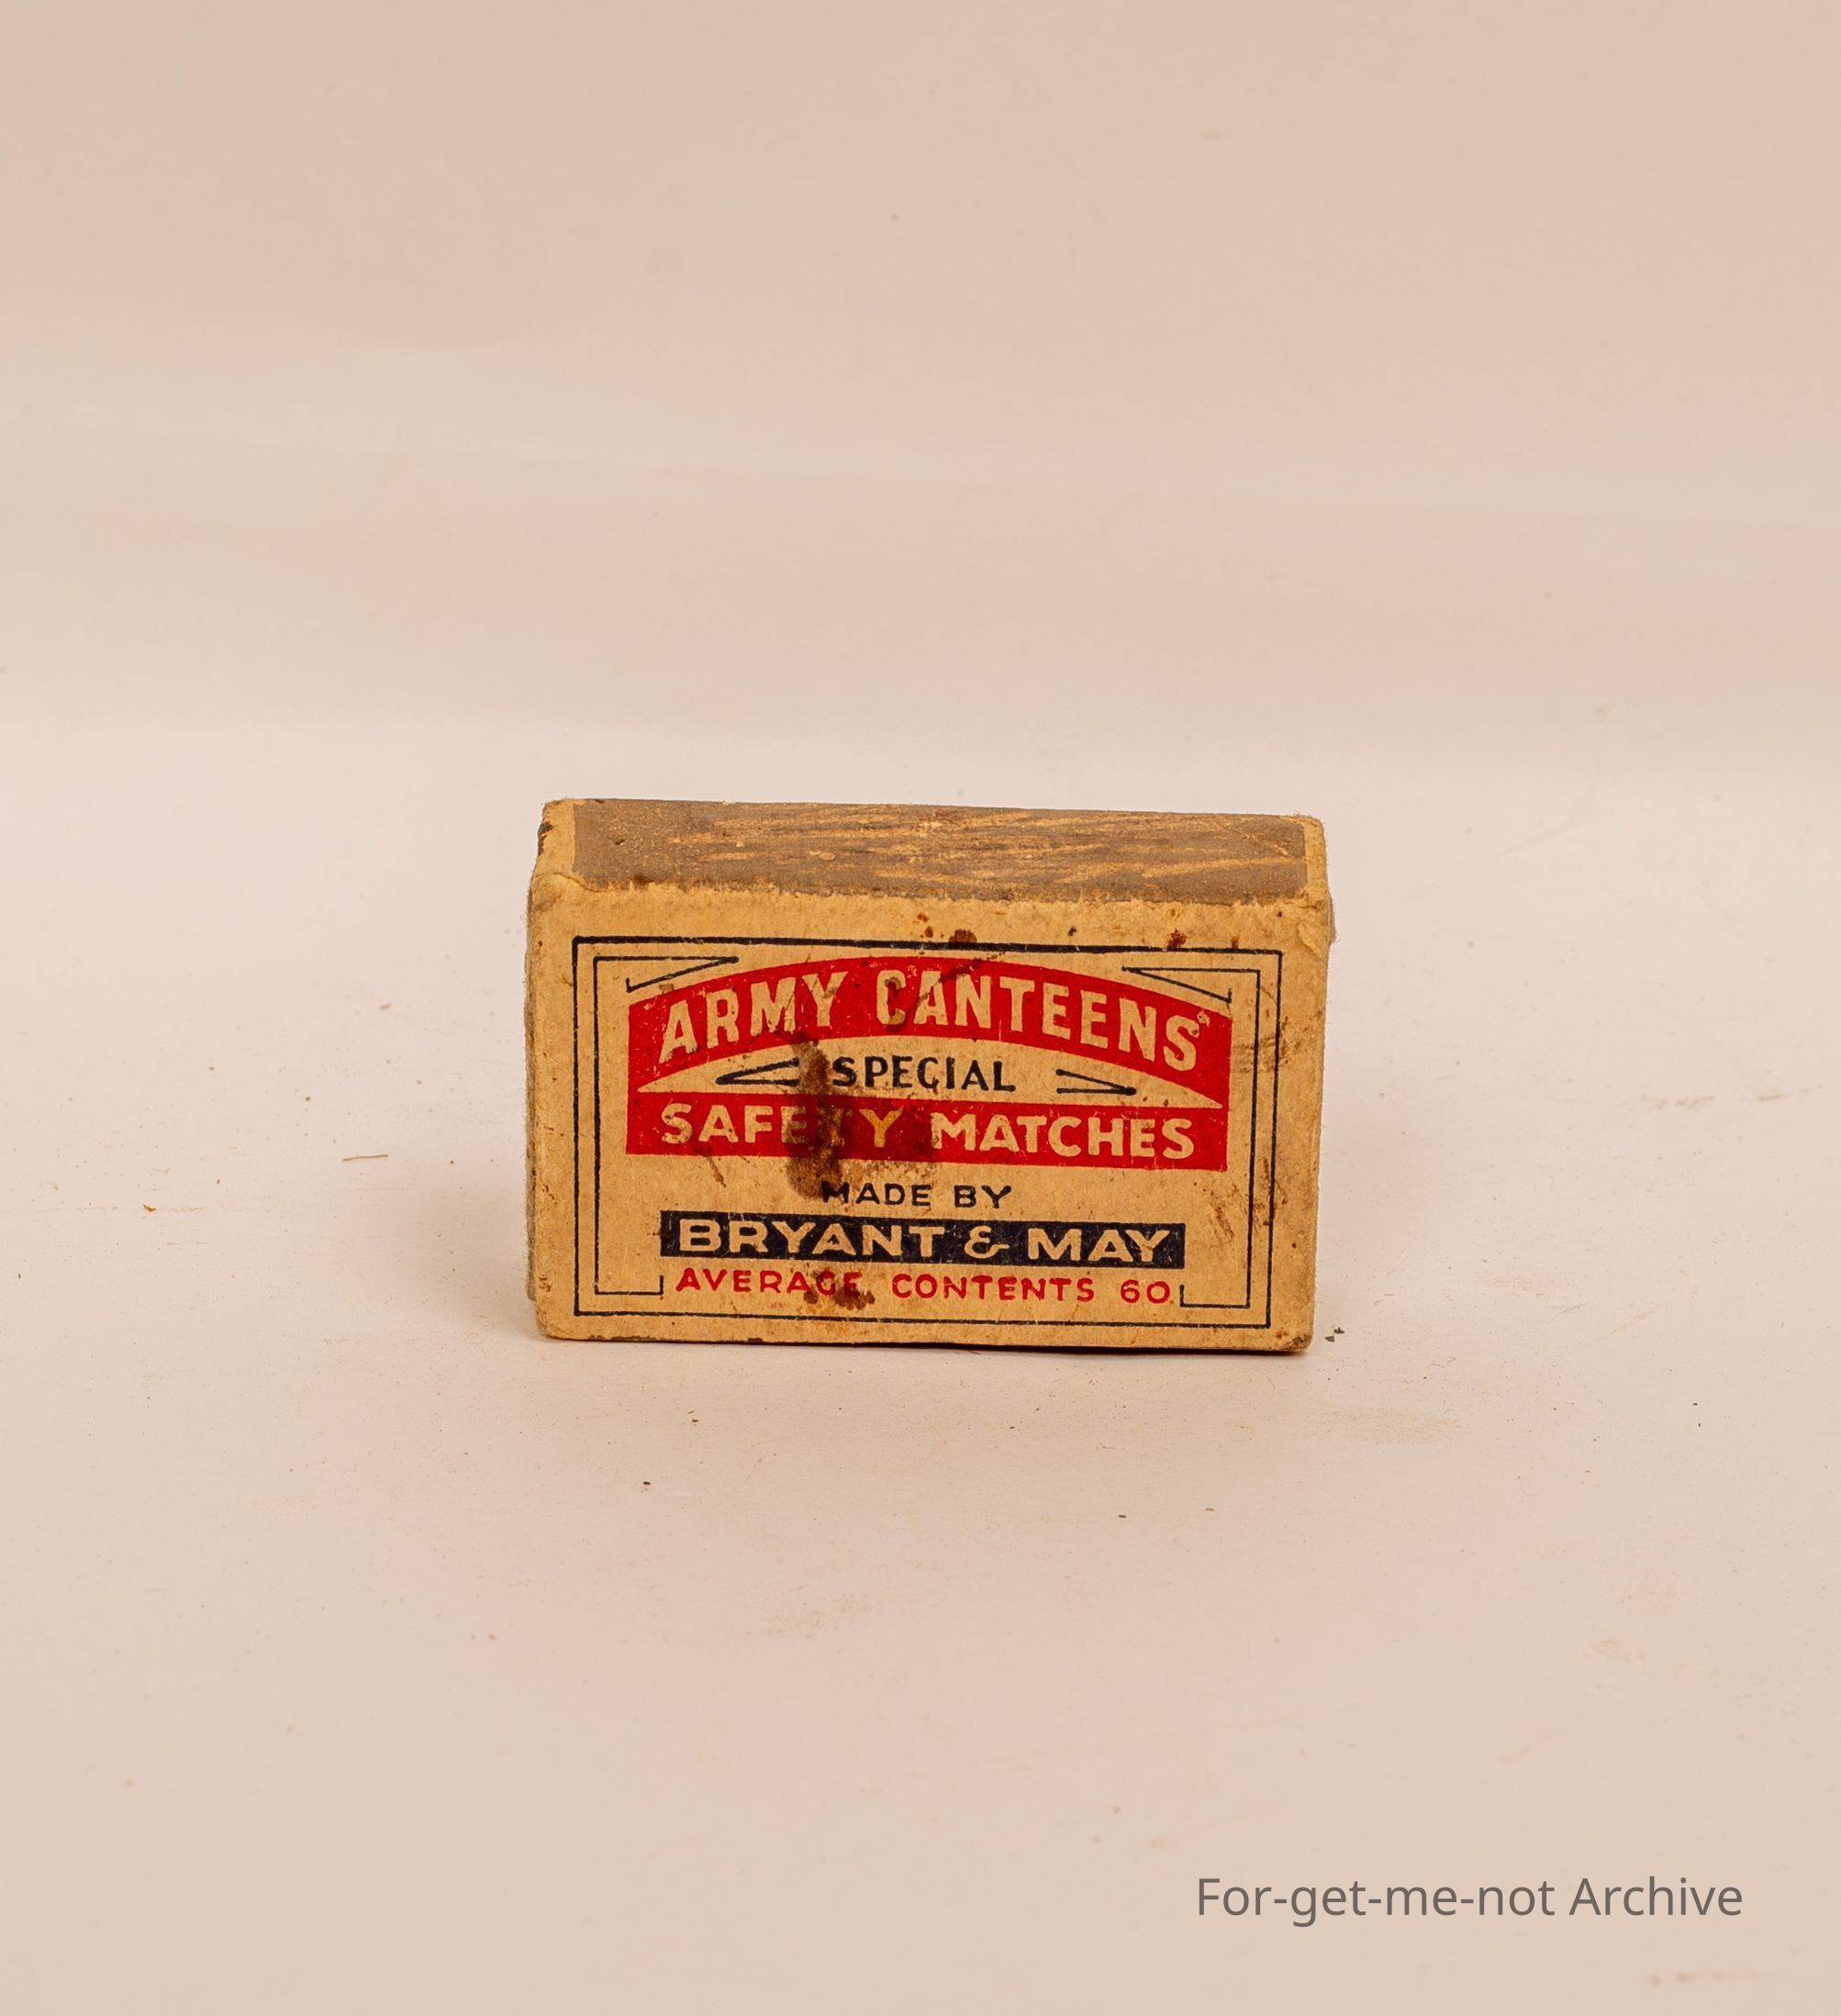 ARMY CANTEENS'
SPECIAL
SAFETY MATCHES
MADE BY
BRYANT & MAY
AVERAGE CONTENTS 60
For-get-me-not Archive